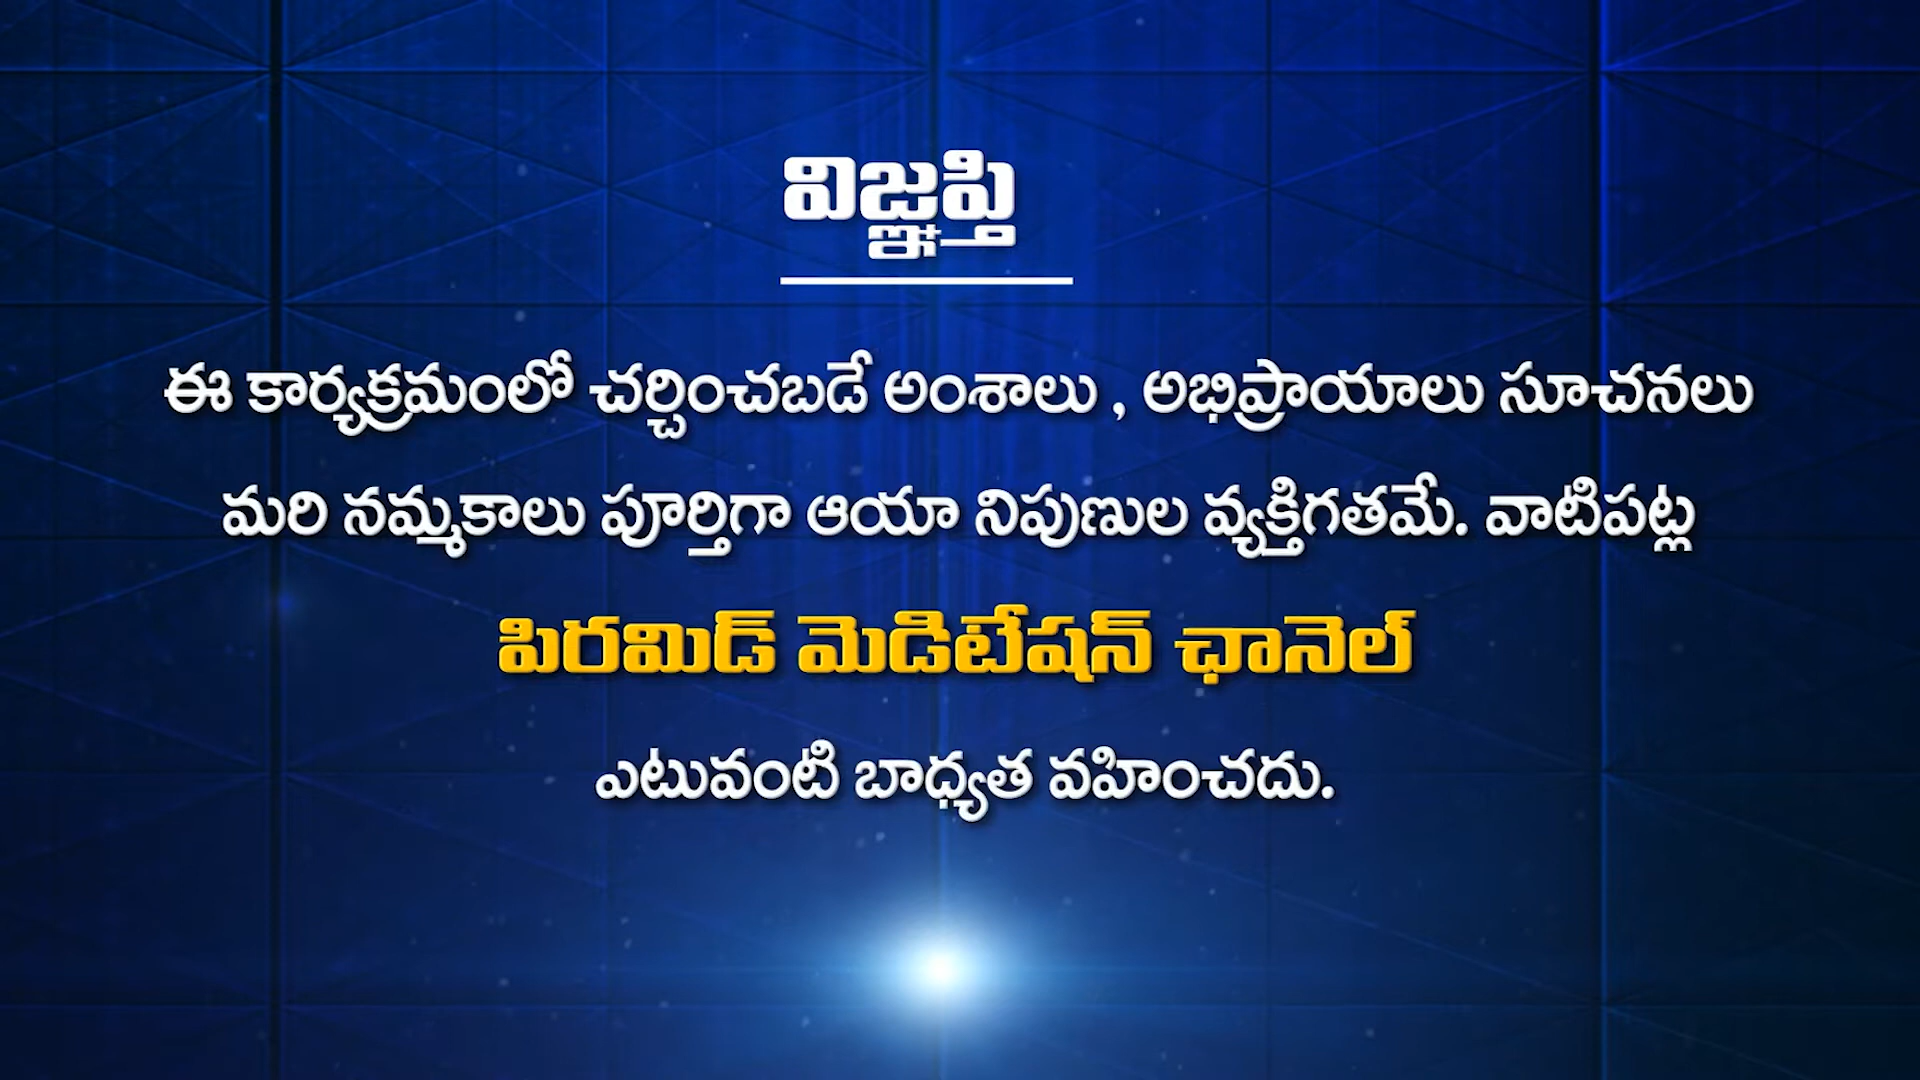 విజ్ఞప్తి
ఈ కార్యక్రమంలో చర్చించబడే అంశాలు , అభిప్రాయాలు సూచనలు
మరి నమ్మకాలు పూర్తిగా ఆయా నిపుణుల వ్యక్తిగతమే. వాటిపట్ల
పిరమిడ్ మెడిటేషన్ ఛానెల్
ఎటువంటి బాధ్యత వహించదు.